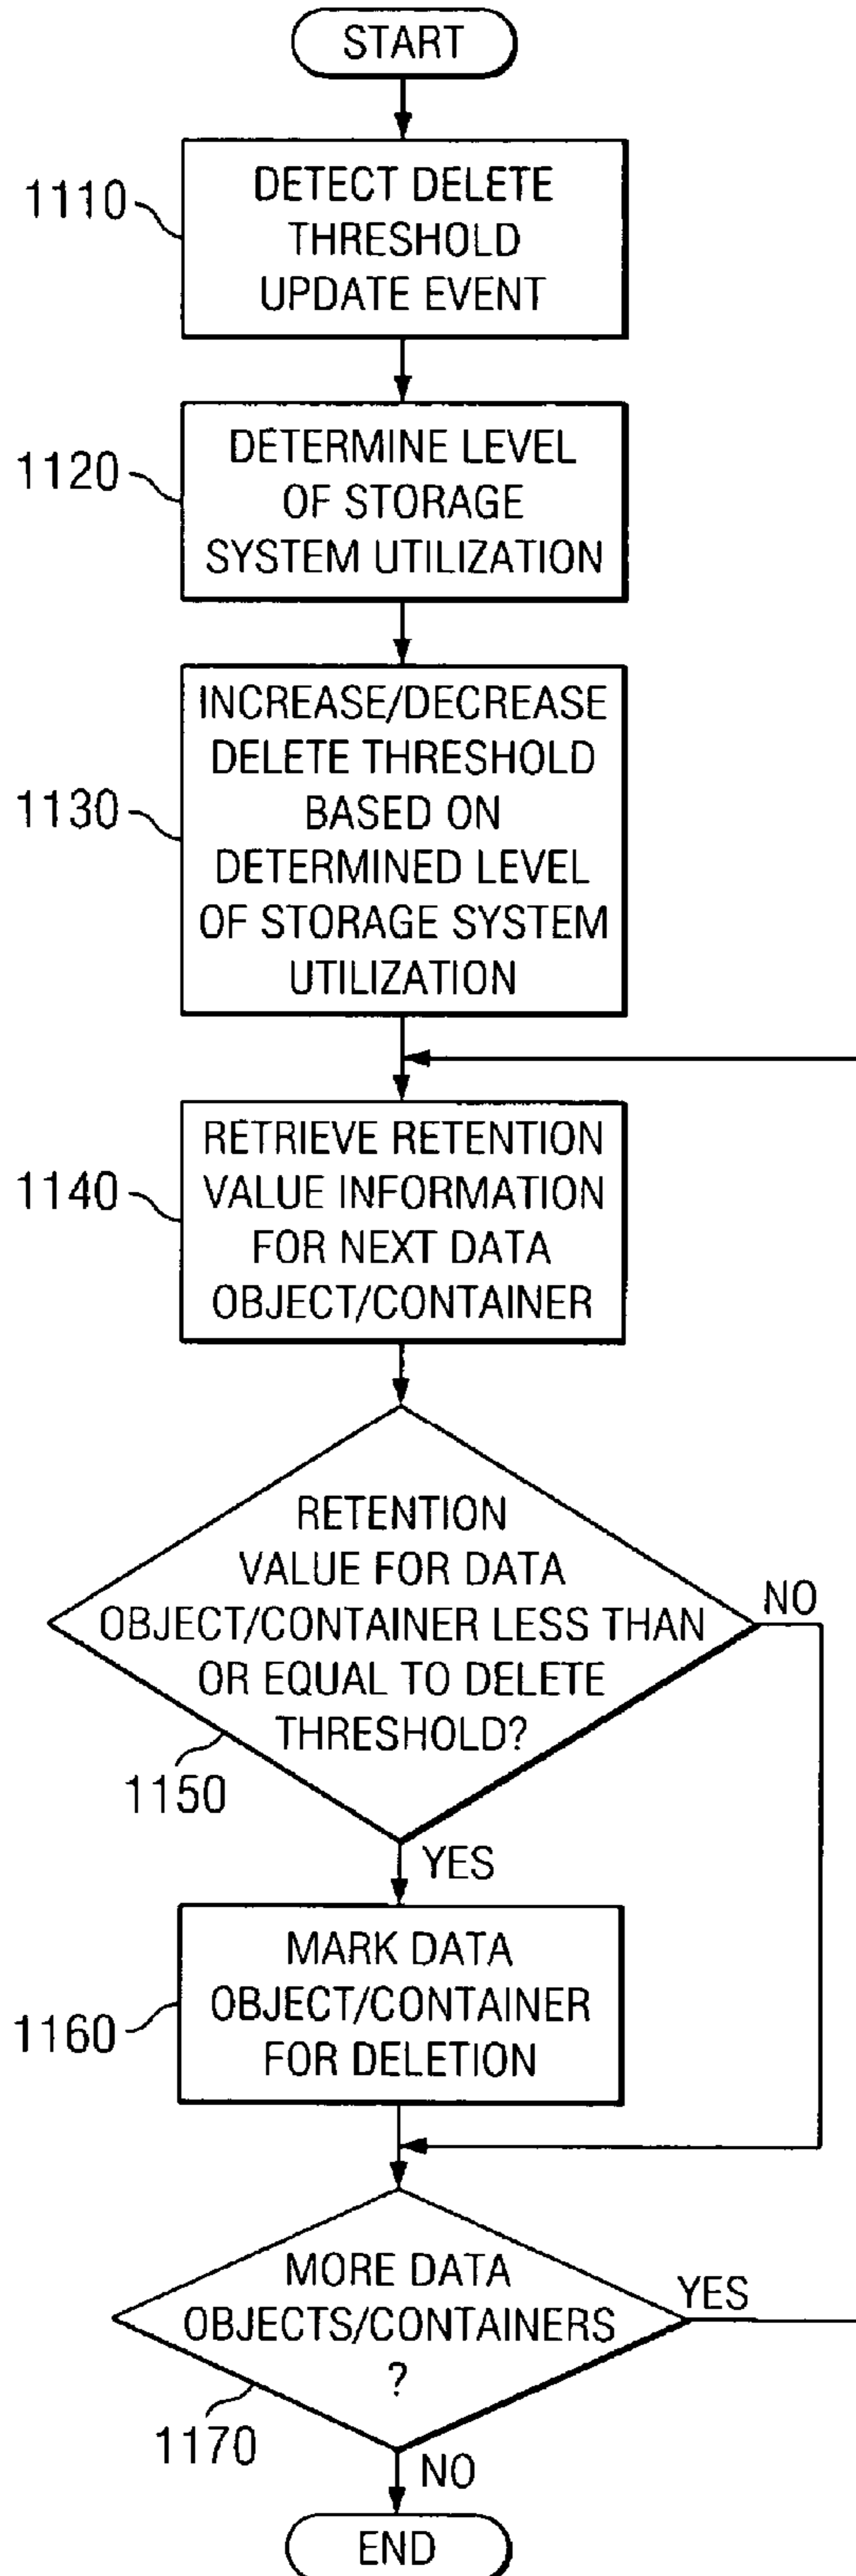 START
1110
DETECT DELETE
THRESHOLD
UPDATE EVENT
1120
DETERMINE LEVEL
OF STORAGE
SYSTEM UTILIZATION
1130
INCREASE/DECREASE
DELETE THRESHOLD
BASED ON
DETERMINED LEVEL
OF STORAGE SYSTEM
UTILIZATION
1140
RETRIEVE RETENTION
VALUE INFORMATION
FOR NEXT DATA
OBJECT/CONTAINER
RETENTION
VALUE FOR DATA
OBJECT/CONTAINER LESS THAN
OR EQUAL TO DELETE
THRESHOLD?
NO
1150
YES
1160
MARK DATA
OBJECT/CONTAINER
FOR DELETION
MORE DATA
OBJECTS/CONTAINERS
?
YES
1170
NO
END